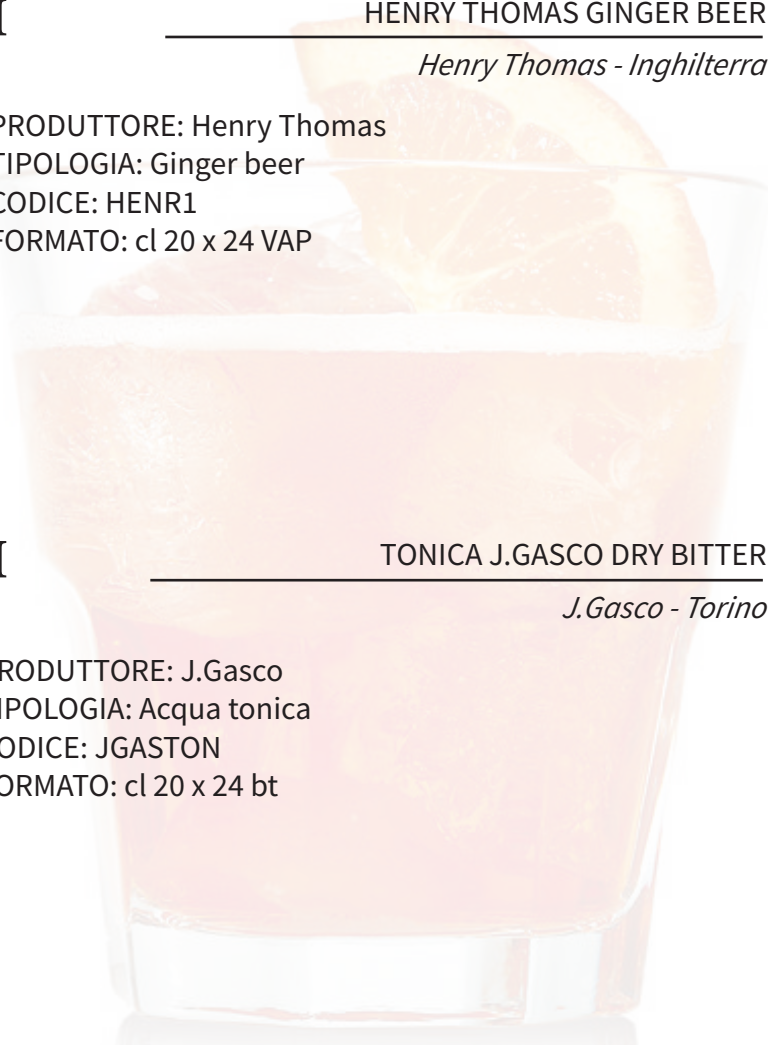 HENRY THOMAS GINGER BEER
Henry Thomas - Inghilterra
PRODUTTORE: Henry Thomas
TIPOLOGIA: Ginger beer
CODICE: HENR1
FORMATO: cl 20 x 24 VAP
TONICA J.GASCO DRY BITTER
J.Gasco - Torino
RODUTTORE: J.Gasco
IPOLOGIA: Acqua tonica
ODICE: JGASTON
ORMATO: cl 20 x 24 bt